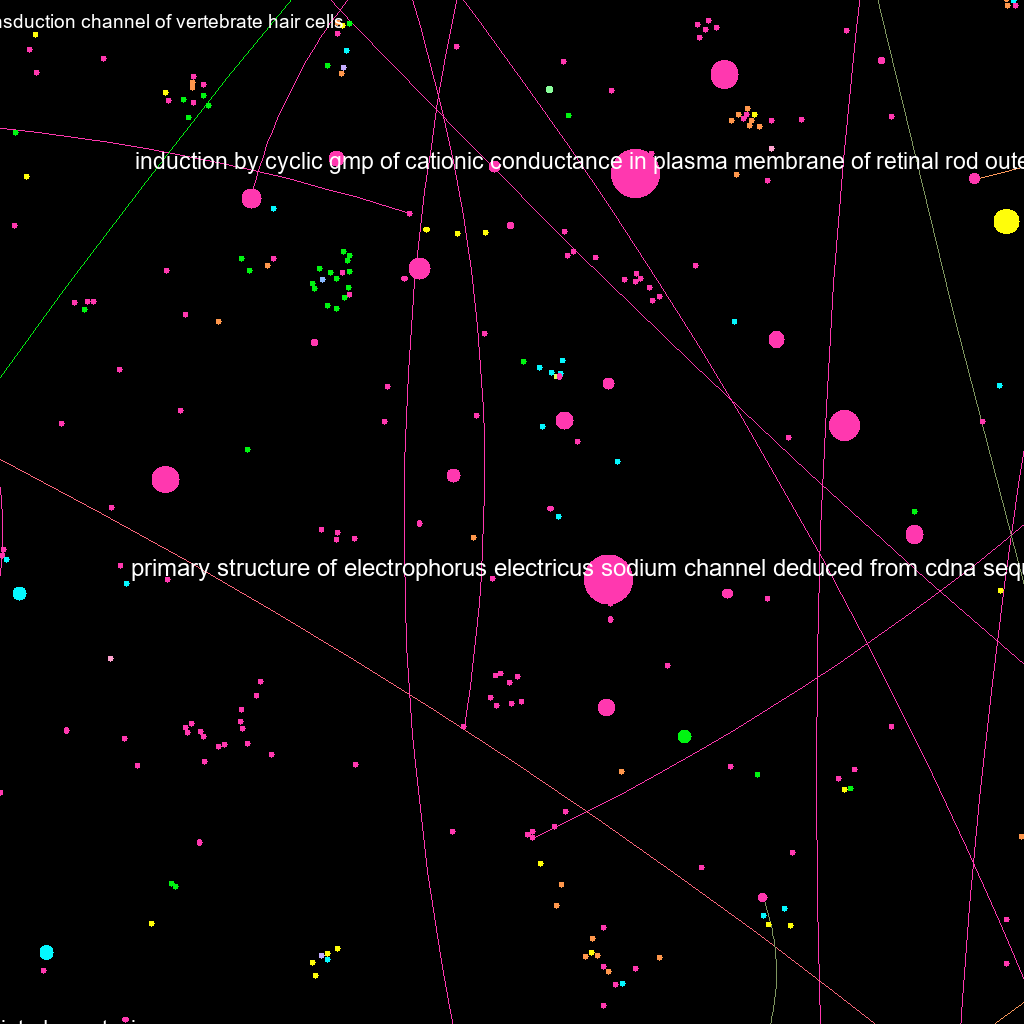 nsduction channel of vertebrate hair cells
induction by cyclic gmp of cationic conductance in plasma membrane of retinal rod oute
primary structure of electrophorus electricus sodium channel deduced from cdna sequ